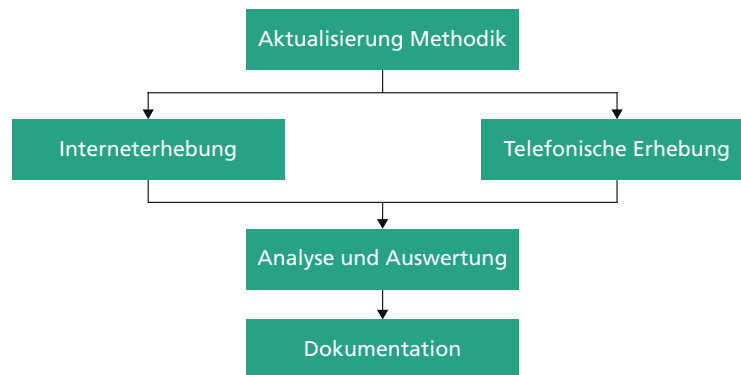 Aktualisierung Methodik
Interneterhebung
Telefonische Erhebung
Analyse und Auswertung
Dokumentation